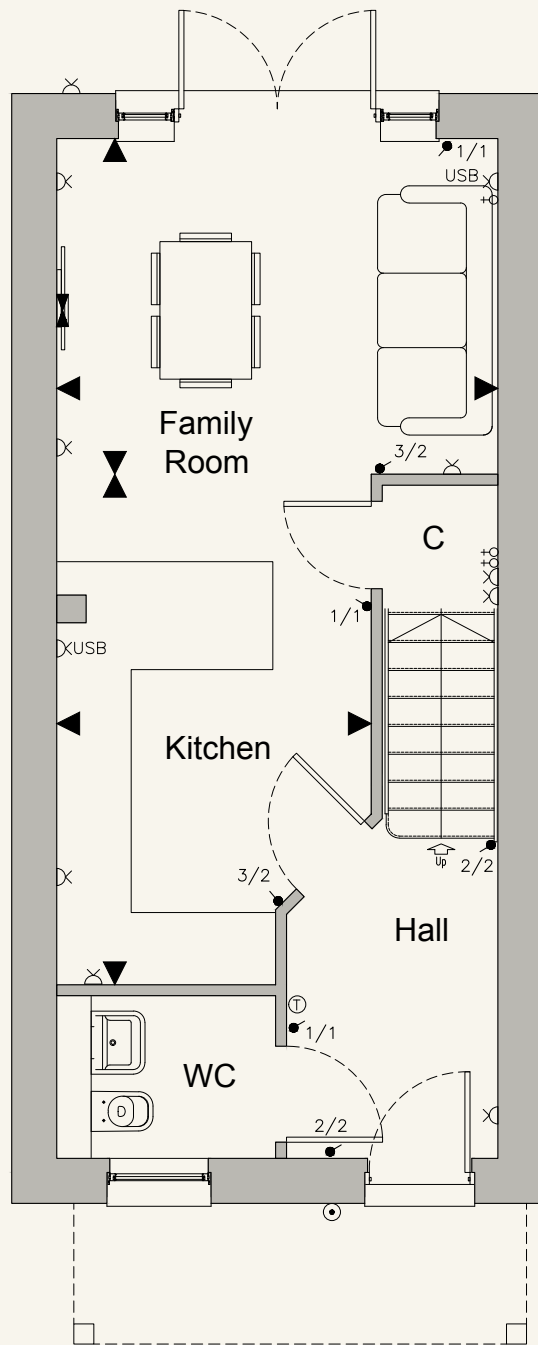 1/1
USB
Family
Room
3/2
C
1/1
USB
Kitchen
Up
2/2
3/2
Hall
T
1/1
WC
D
2/2